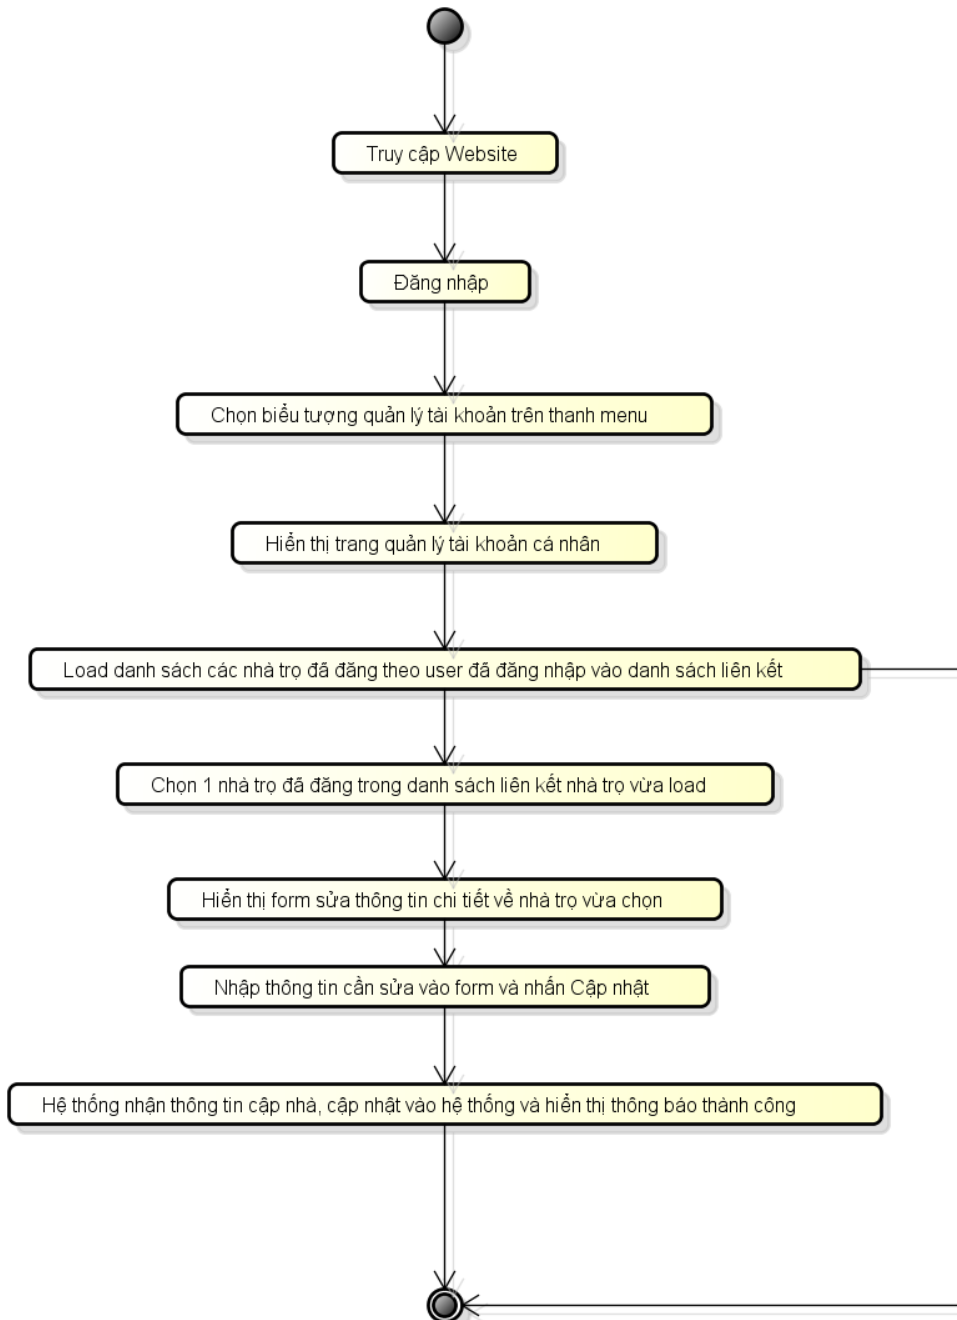 Truy cập Website
Đăng nhập
Chọn biểu tượng quản lý tài khoản trên thanh menu
Hiển thị trang quản lý tài khoản cá nhân
Load danh sách các nhà trọ đã đăng theo user đã đăng nhập vào danh sách liên kết
Chọn 1 nhà trọ đã đăng trong danh sách liên kết nhà trọ vừa load
Hiển thị form sửa thông tin chi tiết về nhà trọ vừa chọn
Nhập thông tin cần sửa vào form và nhấn Cập nhật
Hệ thống nhận thông tin cập nhà, cập nhật vào hệ thống và hiển thị thông báo thành công